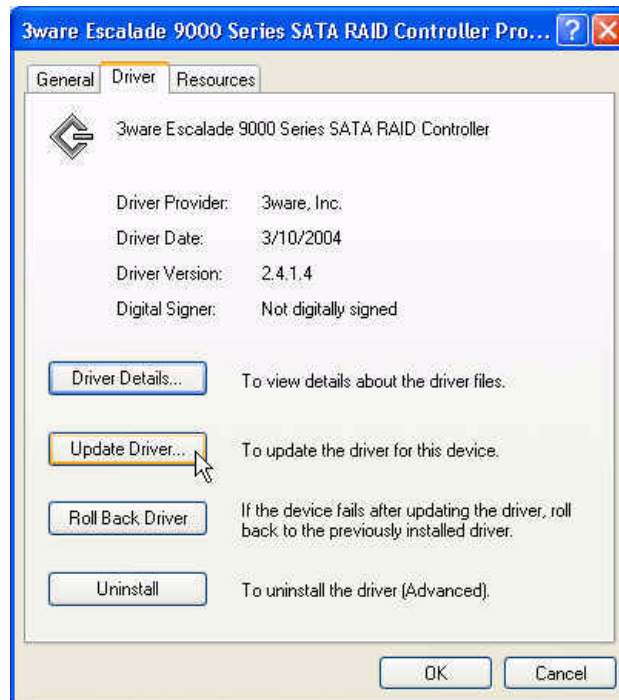 3ware Escalade 9000 Series SATA RAID Controller Pro...
General Driver Resources
3ware Escalade 9000 Series SATA RAID Controller
Driver Provider: 3ware, Inc.
Driver Date: 3/10/2004
Driver Version: 2.4.1.4
Digital Signer: Not digitally signed
Driver Details... To view details about the driver files.
Update Driver... To update the driver for this device.
Roll Back Driver If the device fails after updating the driver, roll
back to the previously installed driver.
Uninstall To uninstall the driver (Advanced).
OK Cancel